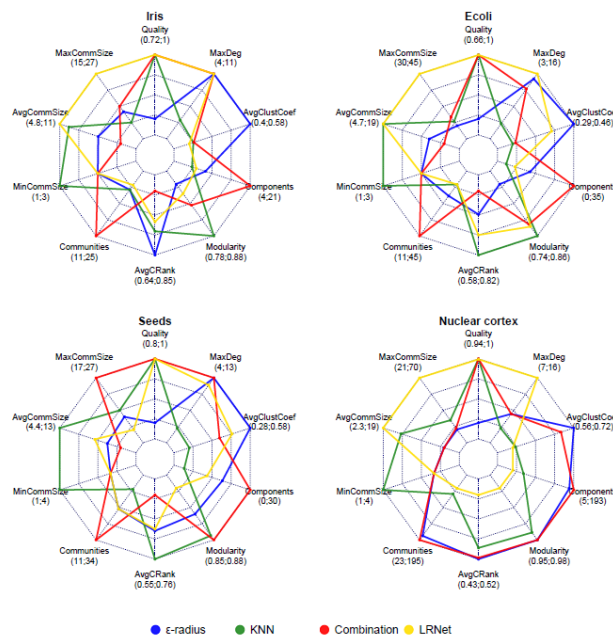 Iris
Quality
(0.72;1)
MaxDeg
(4;11)
AvgClustCoef
(0.4;0.58)
Components
(4;21)
Modularity
(0.78;0.88)
AvgCRank
(0.64;0.85)
Communities
(11;25)
MinCommSize
(1;3)
AvgCommSize
(4.8;11)
MaxCommSize
(15;27)
Ecoli
Quality
(0.66;1)
MaxDeg
(3;16)
AvgClustCoef
(0.29;0.46)
Components
(0;35)
Modularity
(0.74;0.86)
AvgCRank
(0.58;0.82)
Communities
(11;45)
MinCommSize
(1;3)
AvgCommSize
(4.7;19)
MaxCommSize
(30;45)
Seeds
Quality
(0.8;1)
MaxDeg
(4;13)
AvgClustCoef
(0.28;0.58)
Components
(0;30)
Modularity
(0.85;0.88)
AvgCRank
(0.55;0.76)
Communities
(11;34)
MinCommSize
(1;4)
AvgCommSize
(4.4;13)
MaxCommSize
(17;27)
Nuclear cortex
Quality
(0.94;1)
MaxDeg
(7;16)
AvgClustCoef
(0.56;0.72)
Components
(5;193)
Modularity
(0.95;0.98)
AvgCRank
(0.43;0.52)
Communities
(23;195)
MinCommSize
(1;4)
AvgCommSize
(2.3;19)
MaxCommSize
(21;70)
ε-radius KNN Combination LRNet